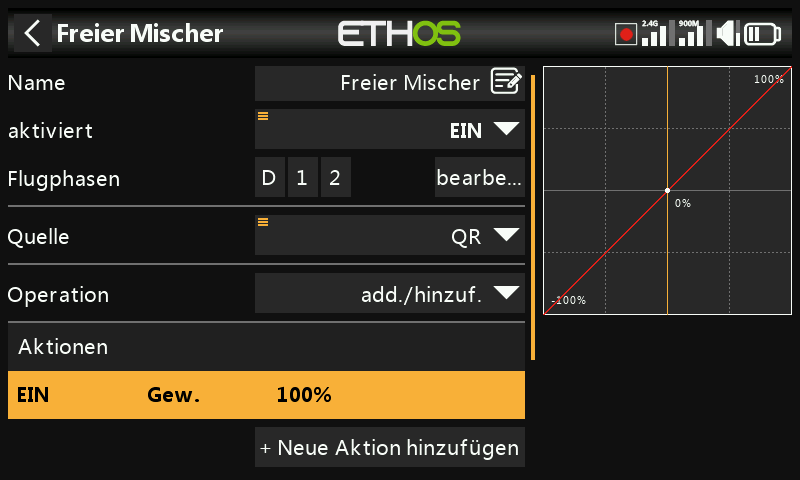 Freier Mischer
ETHOS
2.4G
900M
Name
Freier Mischer
aktiviert
EIN
Flugphasen
D 1 2
bearbe...
Quelle
QR
Operation
add./hinzuf.
Aktionen
EIN Gew. 100%
+ Neue Aktion hinzufügen
100%
0%
-100%